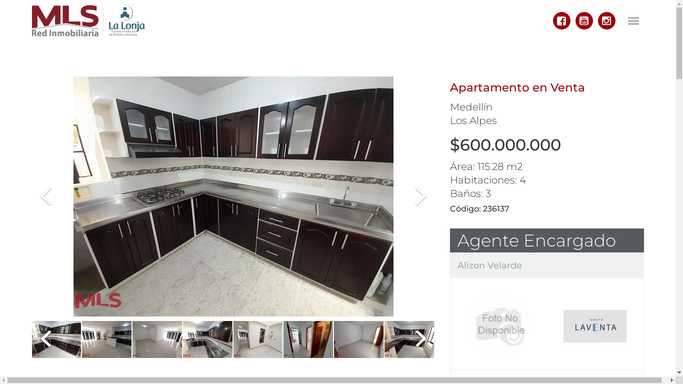 MLS
Red Inmobiliaria
La Lonja
Apartamento en Venta
Medellín
Los Alpes
$600.000.000
Área: 115.28 m2
Habitaciones: 4
Baños: 3
Código: 236137
MLS
Agente Encargado
Alizon Velarde
Foto No
Disponible
LAVENTA